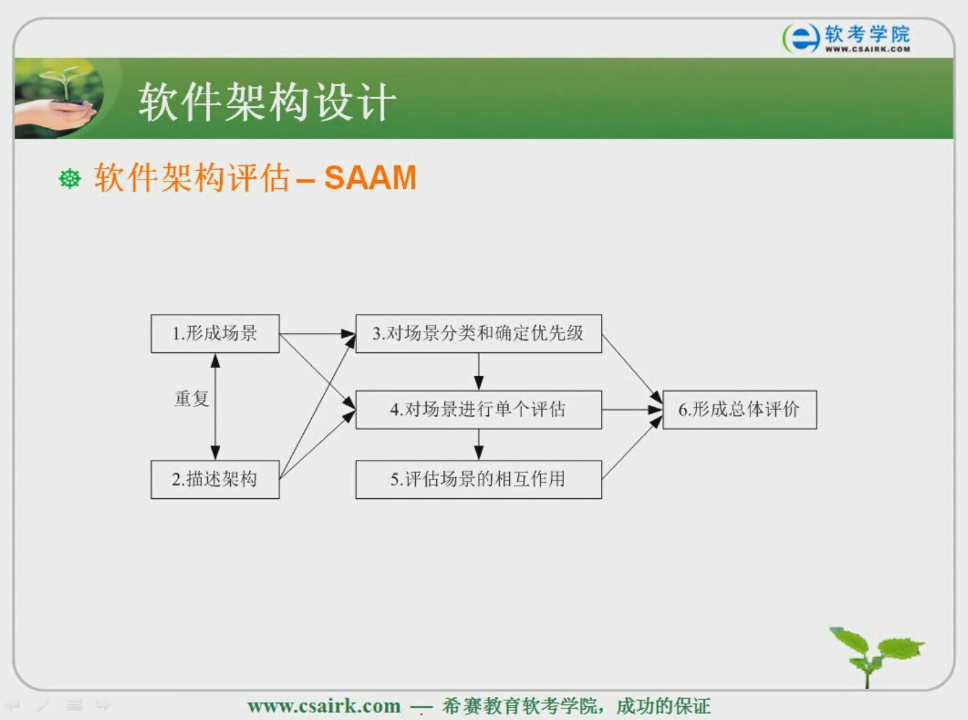 软考学院
WWW.CSAIRK.COM
软件架构设计
软件架构评估 – SAAM
1.形成场景
3.对场景分类和确定优先级
重复
4.对场景进行单个评估
6.形成总体评价
2.描述架构
5.评估场景的相互作用
www.csairk.com — 希赛教育软考学院，成功的保证